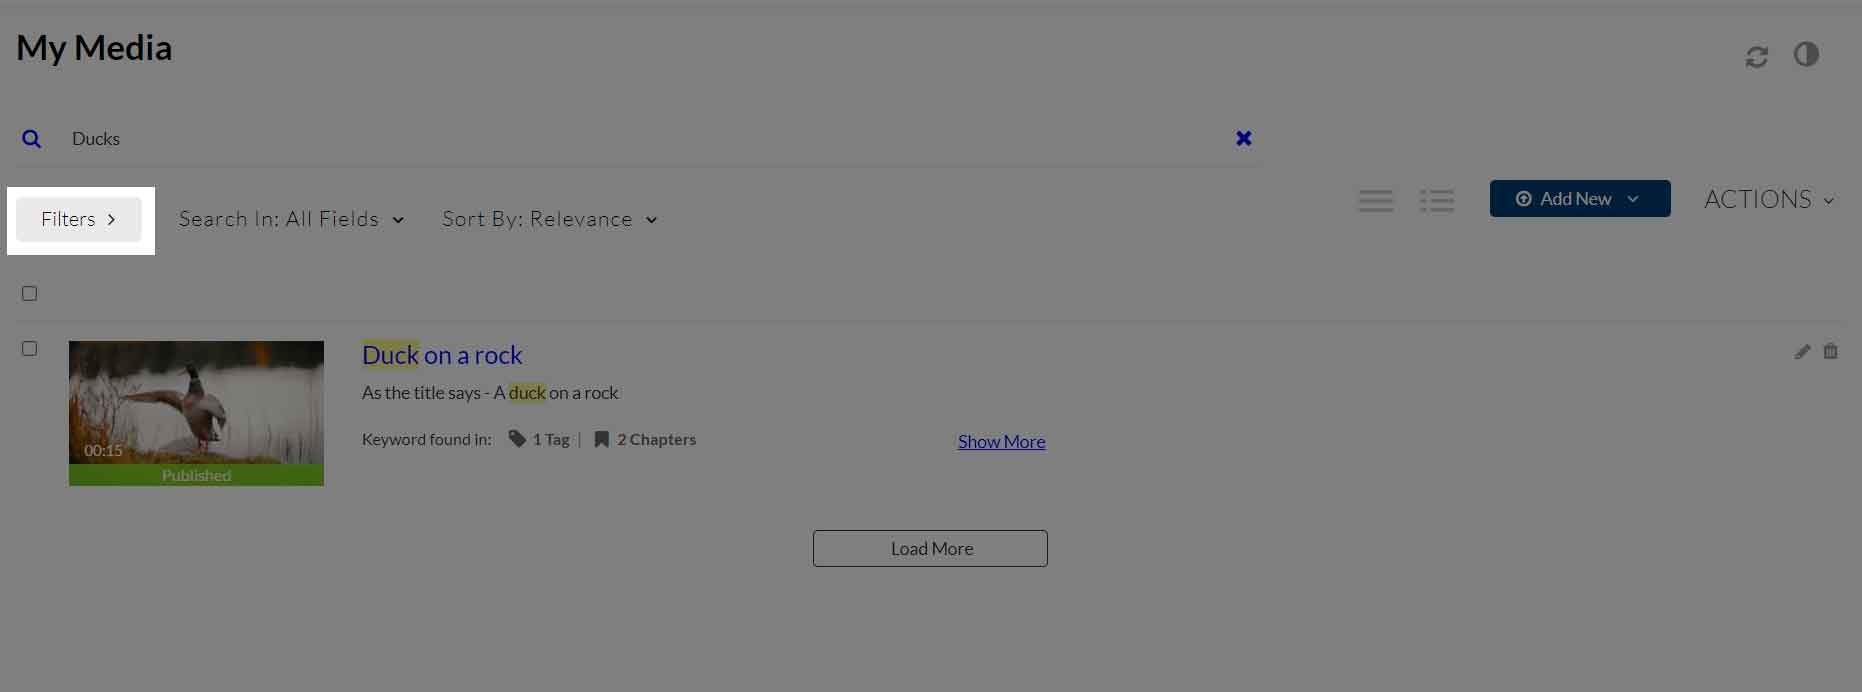 My Media
Ducks
Filters
Search In: All Fields
Sort By: Relevance
Add New
ACTIONS
Duck on a rock
As the title says - A duck on a rock
Keyword found in: 1 Tag | 2 Chapters
Show More
00:15
Published
Load More